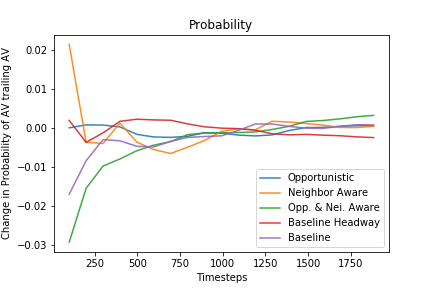 Probability
Change in Probability of AV trailing AV
0.02
0.01
0.00
−0.01
−0.02
−0.03
Opportunistic
Neighbor Aware
Opp. & Nei. Aware
Baseline Headway
Baseline
250
500
750
1000
1250
1500
1750
Timesteps